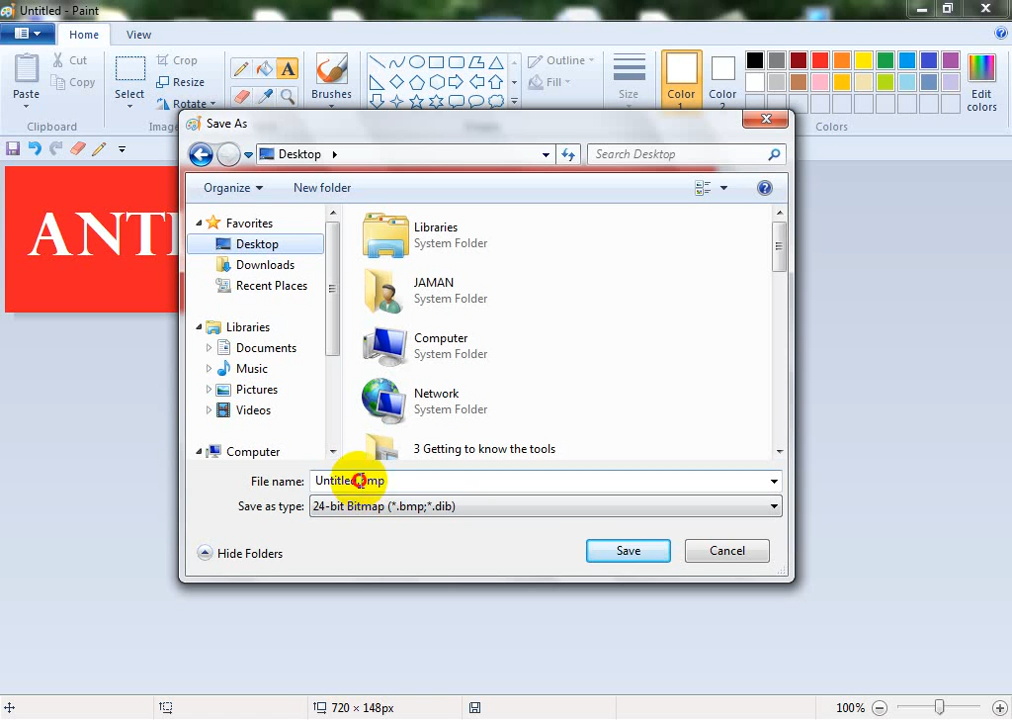 Untitled - Paint
Home
View
Cut
Copy
Paste
Clipboard
Select
Crop
Resize
Rotate
Brushes
Outline
Fill
Size
Color
1
Color
2
Edit
colors
Colors
Save As
Desktop
Search Desktop
Organize
New folder
Favorites
Desktop
Downloads
Recent Places
Libraries
Documents
Music
Pictures
Videos
Computer
Libraries
System Folder
JAMAN
System Folder
Computer
System Folder
Network
System Folder
3 Getting to know the tools
File name:
Save as type: 24-bit Bitmap (*.bmp;*.dib)
Hide Folders
Save
Cancel
720 × 148px
100%